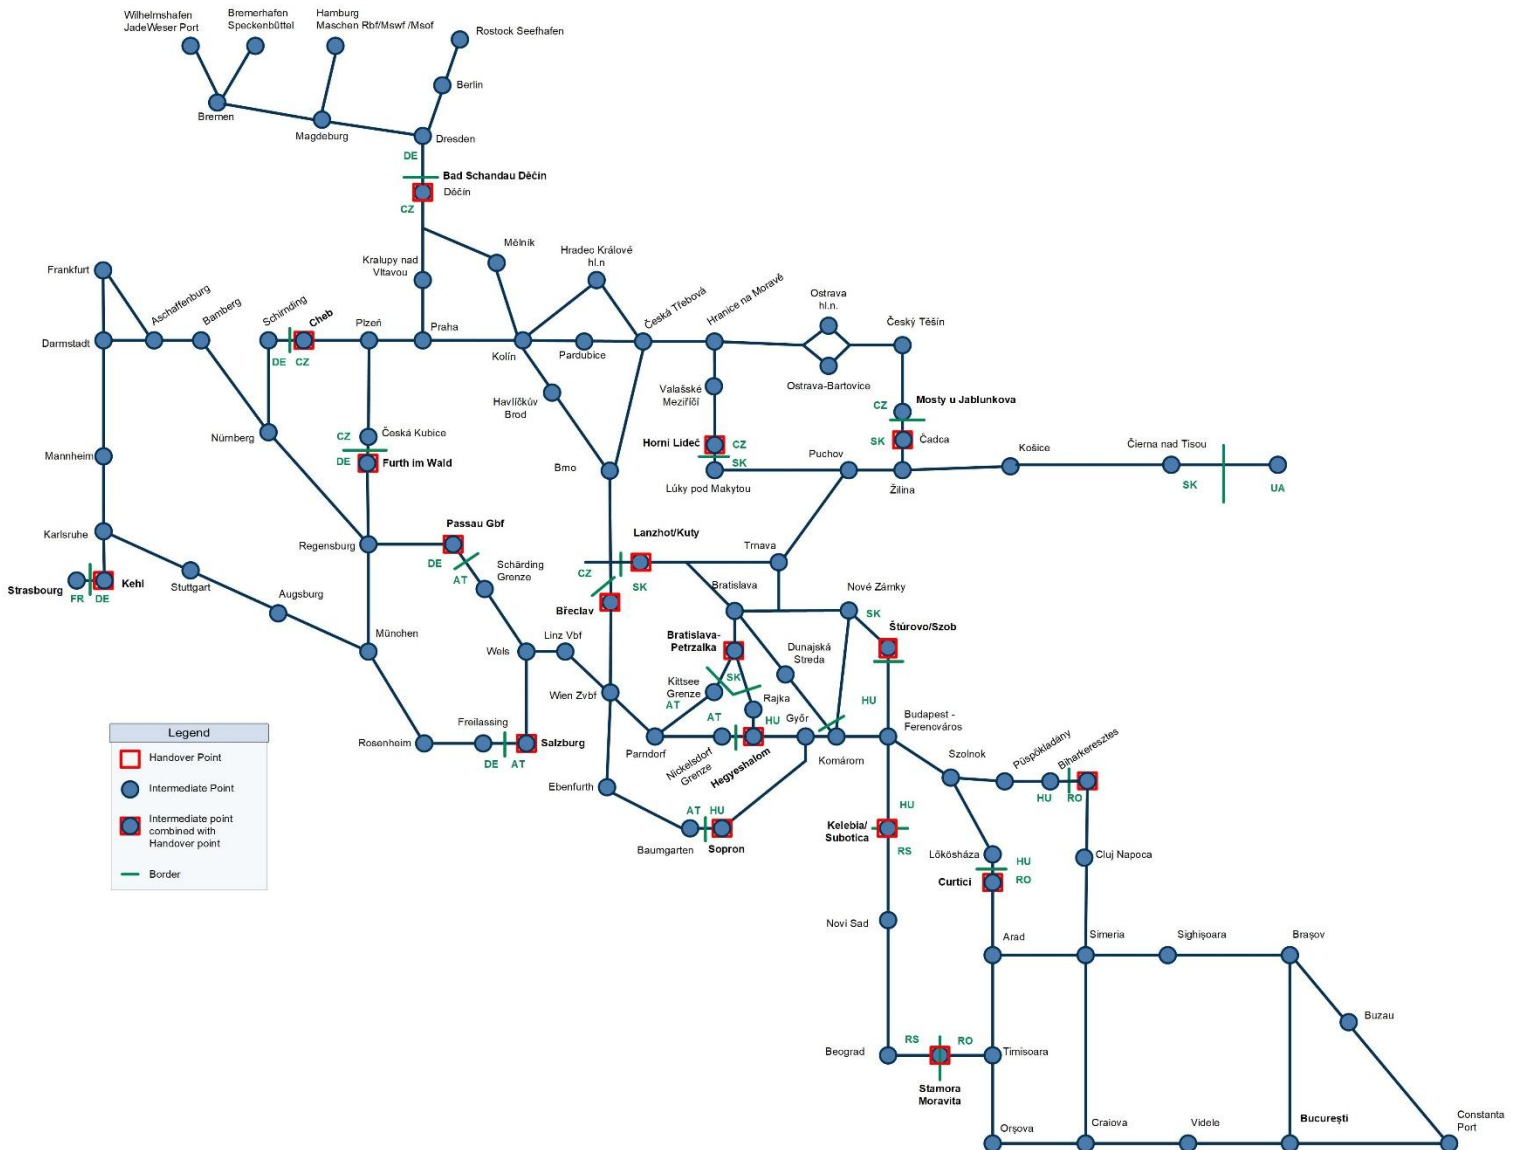 Wilhelmshafen
JadeWeser Port
Bremerhafen
Speckenbüttel
Hamburg
Maschen Rbf/Mswf /Msof
Rostock Seefhafen
Berlin
Bremen
Magdeburg
Dresden
DE
Bad Schandau Děčín
Děčín
CZ
Mělník
Hradec Králové
hl.n
Kralupy nad
Vltavou
Frankfurt
Aschaffenburg
Bamberg
Schirnding
Cheb
Plzeň
Praha
Česká Třebová
Hranice na Moravě
Ostrava
hl.n.
Český Těšín
Darmstadt
DE
CZ
Kolín
Pardubice
Ostrava-Bartovice
Valašské
Meziříčí
Havlíčkův
Brod
CZ
Mosty u Jablunkova
Nürnberg
CZ
Česká Kubice
Horní Lideč
CZ
SK
Čadca
Košice
Čierna nad Tisou
Mannheim
DE
Furth im Wald
Brno
SK
Puchov
Lúky pod Makytou
Žilina
SK
UA
Karlsruhe
Regensburg
Passau Gbf
Lanzhot/Kuty
Trnava
DE
AT
Schärding
Grenze
CZ
SK
Strasbourg
FR
DE
Kehl
Stuttgart
Augsburg
Břeclav
Bratislava
Nové Zámky
SK
Štúrovo/Szob
München
Wels
Linz Vbf
Bratislava-
Petrzalka
Dunajská
Streda
Wien Zvbf
Kittsee
Grenze
AT
SK
Rajka
HU
AT
HU
Győr
Budapest -
Ferencváros
Legend
Handover Point
Intermediate Point
Intermediate point
combined with
Handover point
Border
Rosenheim
Freilassing
DE
AT
Salzburg
Parndorf
Nickelsdorf
Grenze
Hegyeshalom
Komárom
Szolnok
Püspökladány
Biharkeresztes
HU
RO
Ebenfurth
AT
HU
Baumgarten
Sopron
HU
Kelebia/
Subotica
RS
Lőkösháza
HU
RO
Curtici
Cluj Napoca
Novi Sad
Arad
Simeria
Sighișoara
Brașov
Buzau
Beograd
RS
RO
Timisoara
Stamora
Moravita
Orșova
Craiova
Videle
București
Constanta
Port